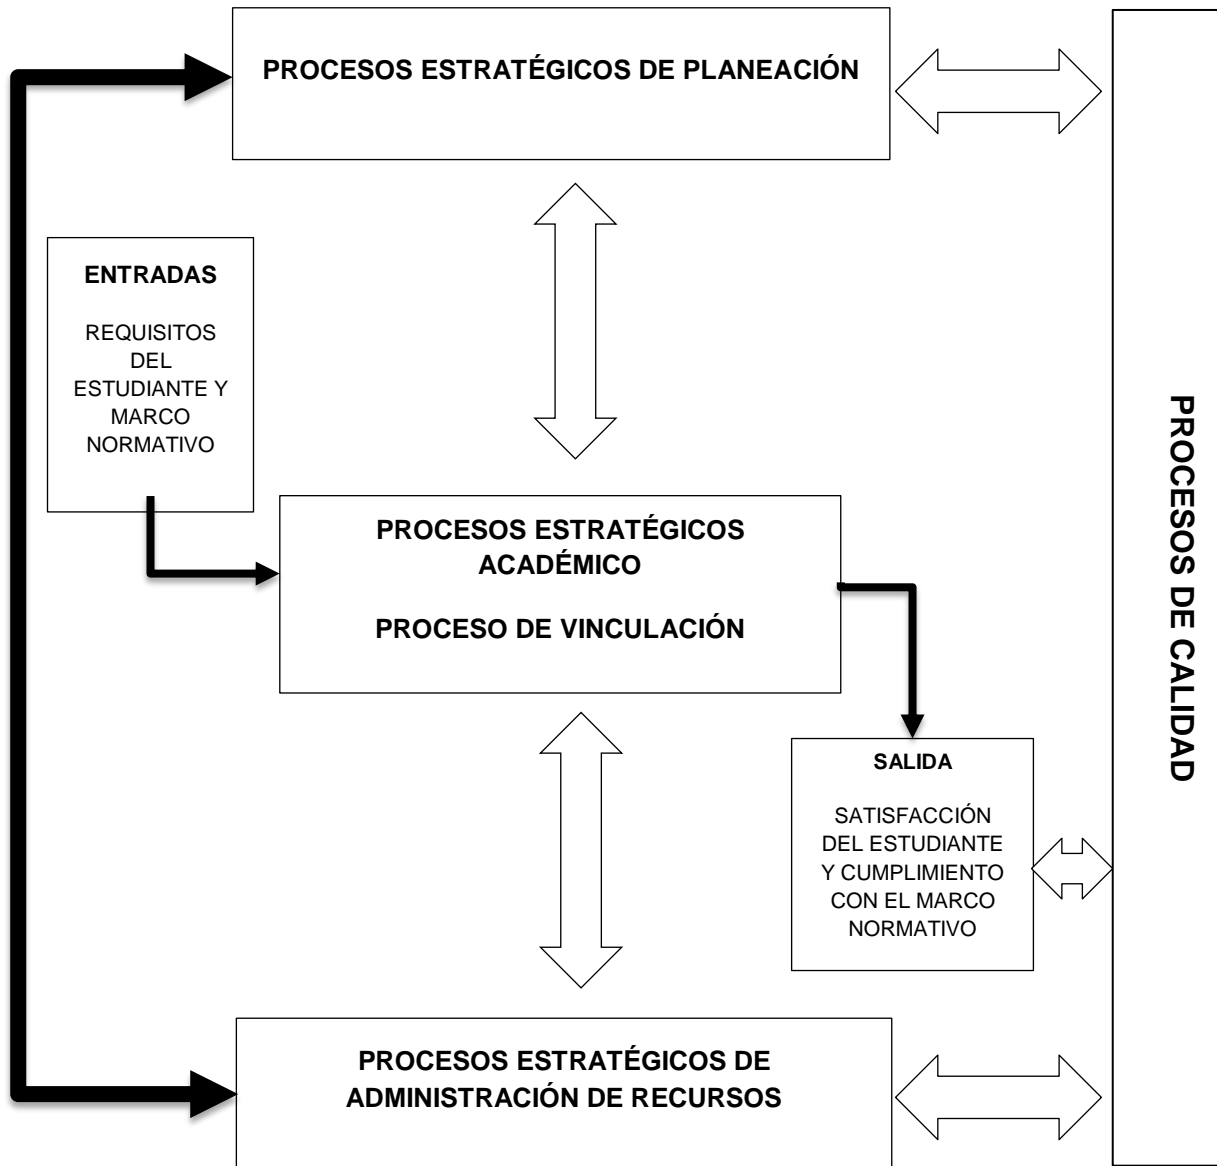 PROCESOS ESTRATÉGICOS DE PLANEACIÓN
ENTRADAS
REQUISITOS
DEL
ESTUDIANTE Y
MARCO
NORMATIVO
PROCESOS ESTRATÉGICOS
ACADÉMICO
PROCESO DE VINCULACIÓN
SALIDA
SATISFACCIÓN
DEL ESTUDIANTE
Y CUMPLIMIENTO
CON EL MARCO
NORMATIVO
PROCESOS ESTRATÉGICOS DE
ADMINISTRACIÓN DE RECURSOS
PROCESOS DE CALIDAD